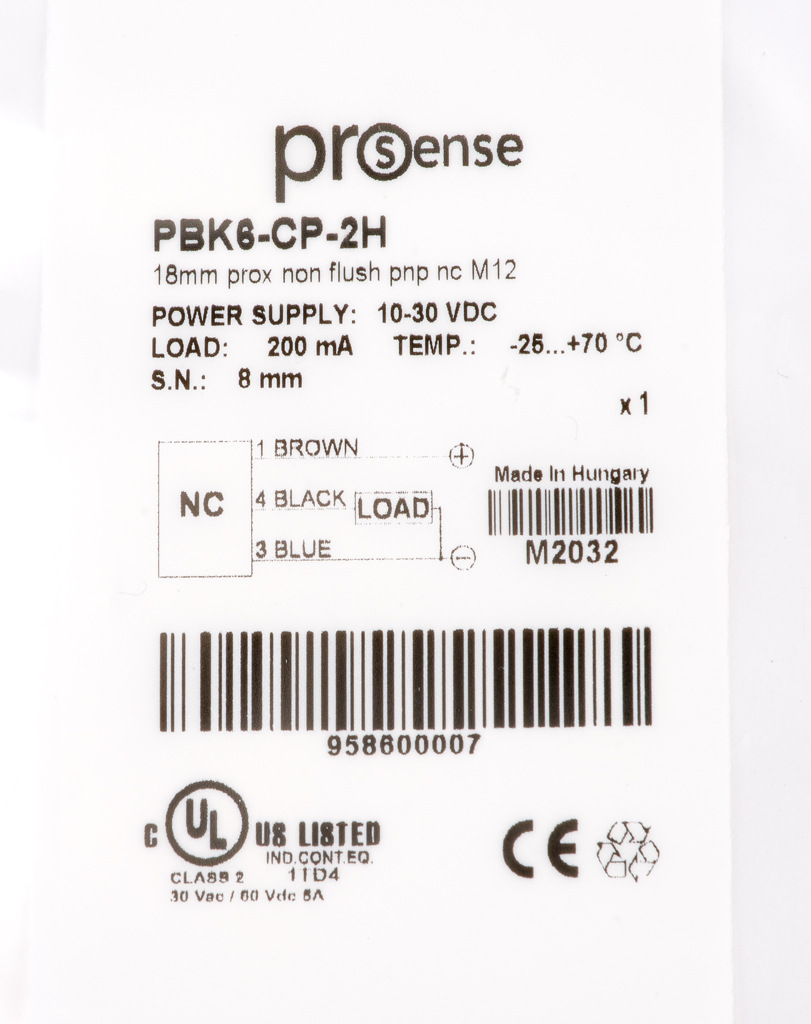 prosense
PBK6-CP-2H
18mm prox non flush pnp nc M12
POWER SUPPLY: 10-30 VDC
LOAD: 200 mA TEMP.: -25...+70 °C
S.N.: 8 mm
x 1
1 BROWN +
NC 4 BLACK LOAD
3 BLUE -
Made In Hungary
M2032
958600007
C UL US LISTED
IND.CONT.EQ.
CLASS 2 11D4
30 Vac / 60 Vdc 5A
CE